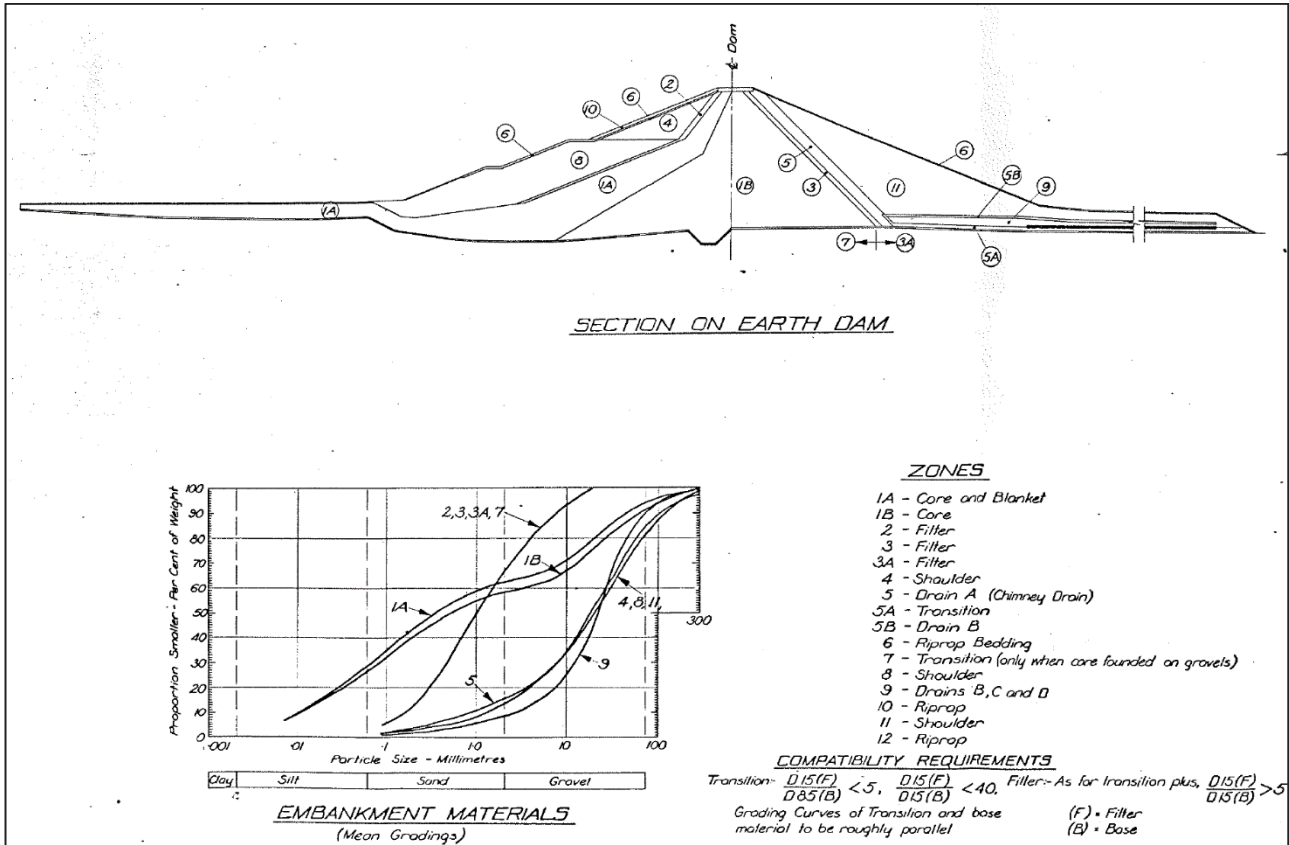 ℄ Dam
2
6
10
4
6
8
1A
1A
1B
5
3
11
6
5B
9
7
3A
5A
SECTION ON EARTH DAM
Proportion Smaller - Per Cent of Weight
100
90
80
70
60
50
40
30
20
10
0
2,3,3A,7
1B
1A
4,8,11,
5
9
300
.001
.01
.1
1.0
10
100
Particle Size - Millimetres
Clay
Silt
Sand
Gravel
EMBANKMENT MATERIALS
(Mean Gradings)
ZONES
1A - Core and Blanket
1B - Core
2 - Filter
3 - Filter
3A - Filter
4 - Shoulder
5 - Drain A (Chimney Drain)
5A - Transition
5B - Drain B
6 - Riprap Bedding
7 - Transition (only when core founded on gravels)
8 - Shoulder
9 - Drains B, C and D
10 - Riprap
11 - Shoulder
12 - Riprap
COMPATIBILITY REQUIREMENTS
Transition:- D15(F)/D85(B) <5, D15(F)/D15(B) <40, Filter:- As for transition plus, D15(F)/D15(B) >5
Grading Curves of Transition and base (F) = Filter
material to be roughly parallel (B) = Base